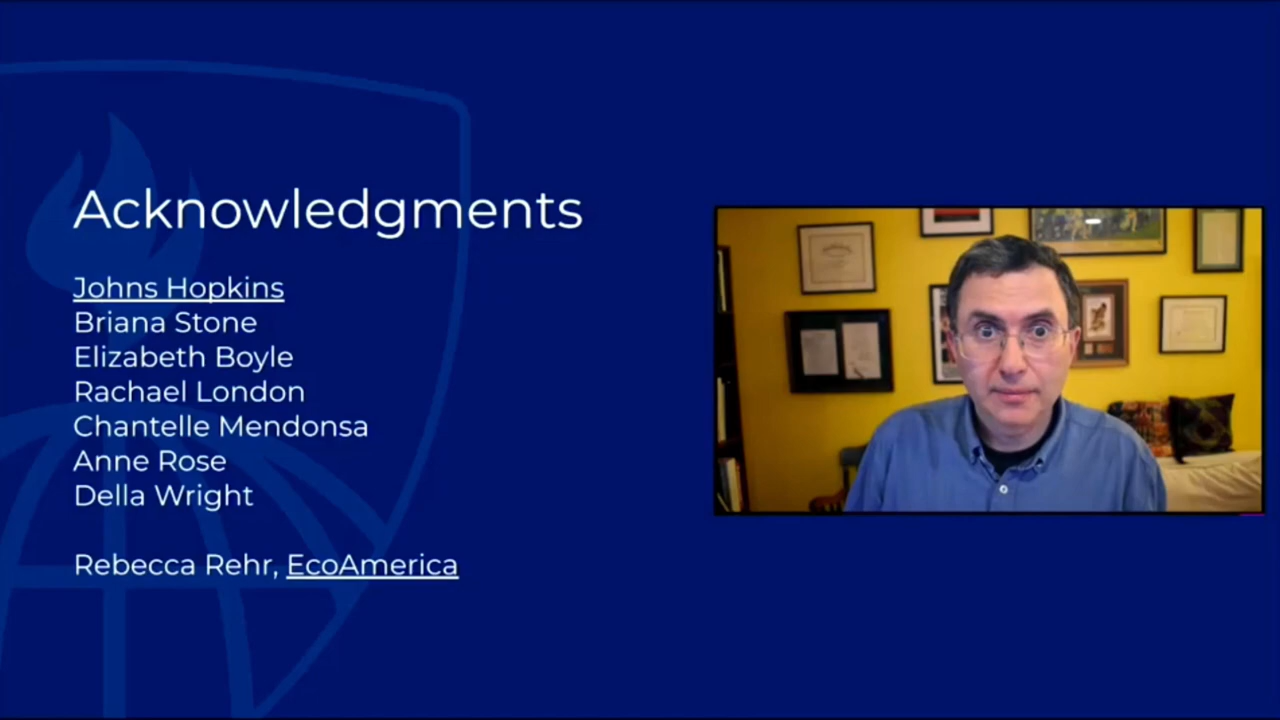 Acknowledgments
Johns Hopkins
Briana Stone
Elizabeth Boyle
Rachael London
Chantelle Mendonsa
Anne Rose
Della Wright
Rebecca Rehr, EcoAmerica